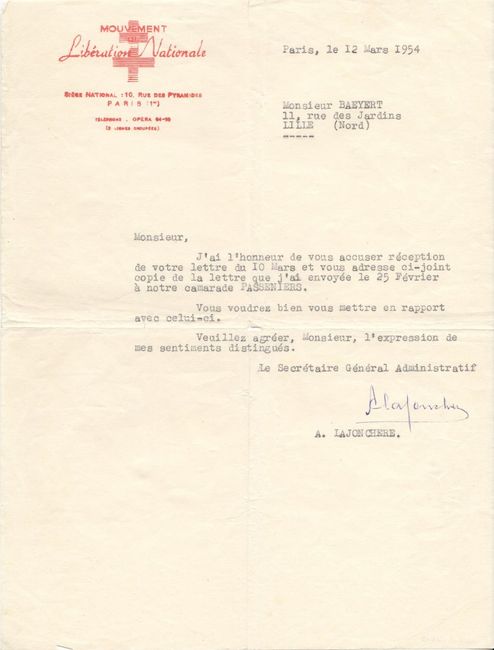 MOUVEMENT
DE
Libération Nationale
SIÈGE NATIONAL : 10, RUE DES PYRAMIDES
PARIS (1er)
TÉLÉPHONE : OPERA
(2 LIGNES GROUPÉES)
Paris, le 12 Mars 1954
Monsieur BAEYERT
11, rue des Jardins
LILLE (Nord)
-----
Monsieur,
J'ai l'honneur de vous accuser réception
de votre lettre du 10 Mars et vous adresse ci-joint
copie de la lettre que j'ai envoyée le 25 Février
à notre camarade PASSENIERS.
Vous voudrez bien vous mettre en rapport
avec celui-ci.
Veuillez agréer, Monsieur, l'expression de
mes sentiments distingués.
Le Secrétaire Général Administratif
Alajonchere
A. LAJONCHERE.